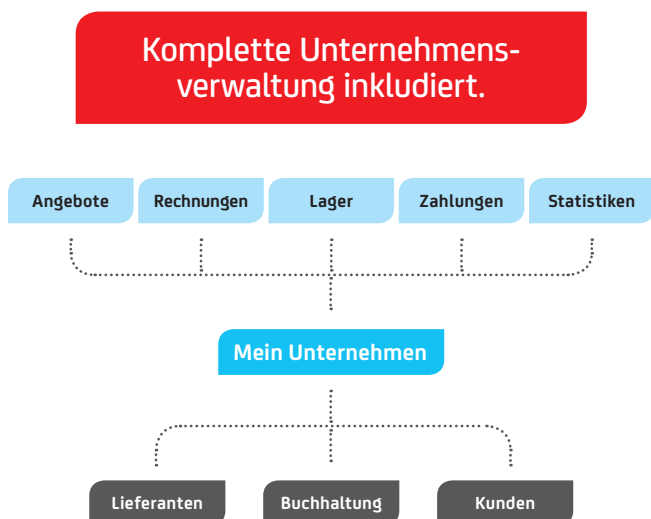 Komplette Unternehmens-
verwaltung inkludiert.
Angebote Rechnungen Lager Zahlungen Statistiken
Mein Unternehmen
Lieferanten Buchhaltung Kunden